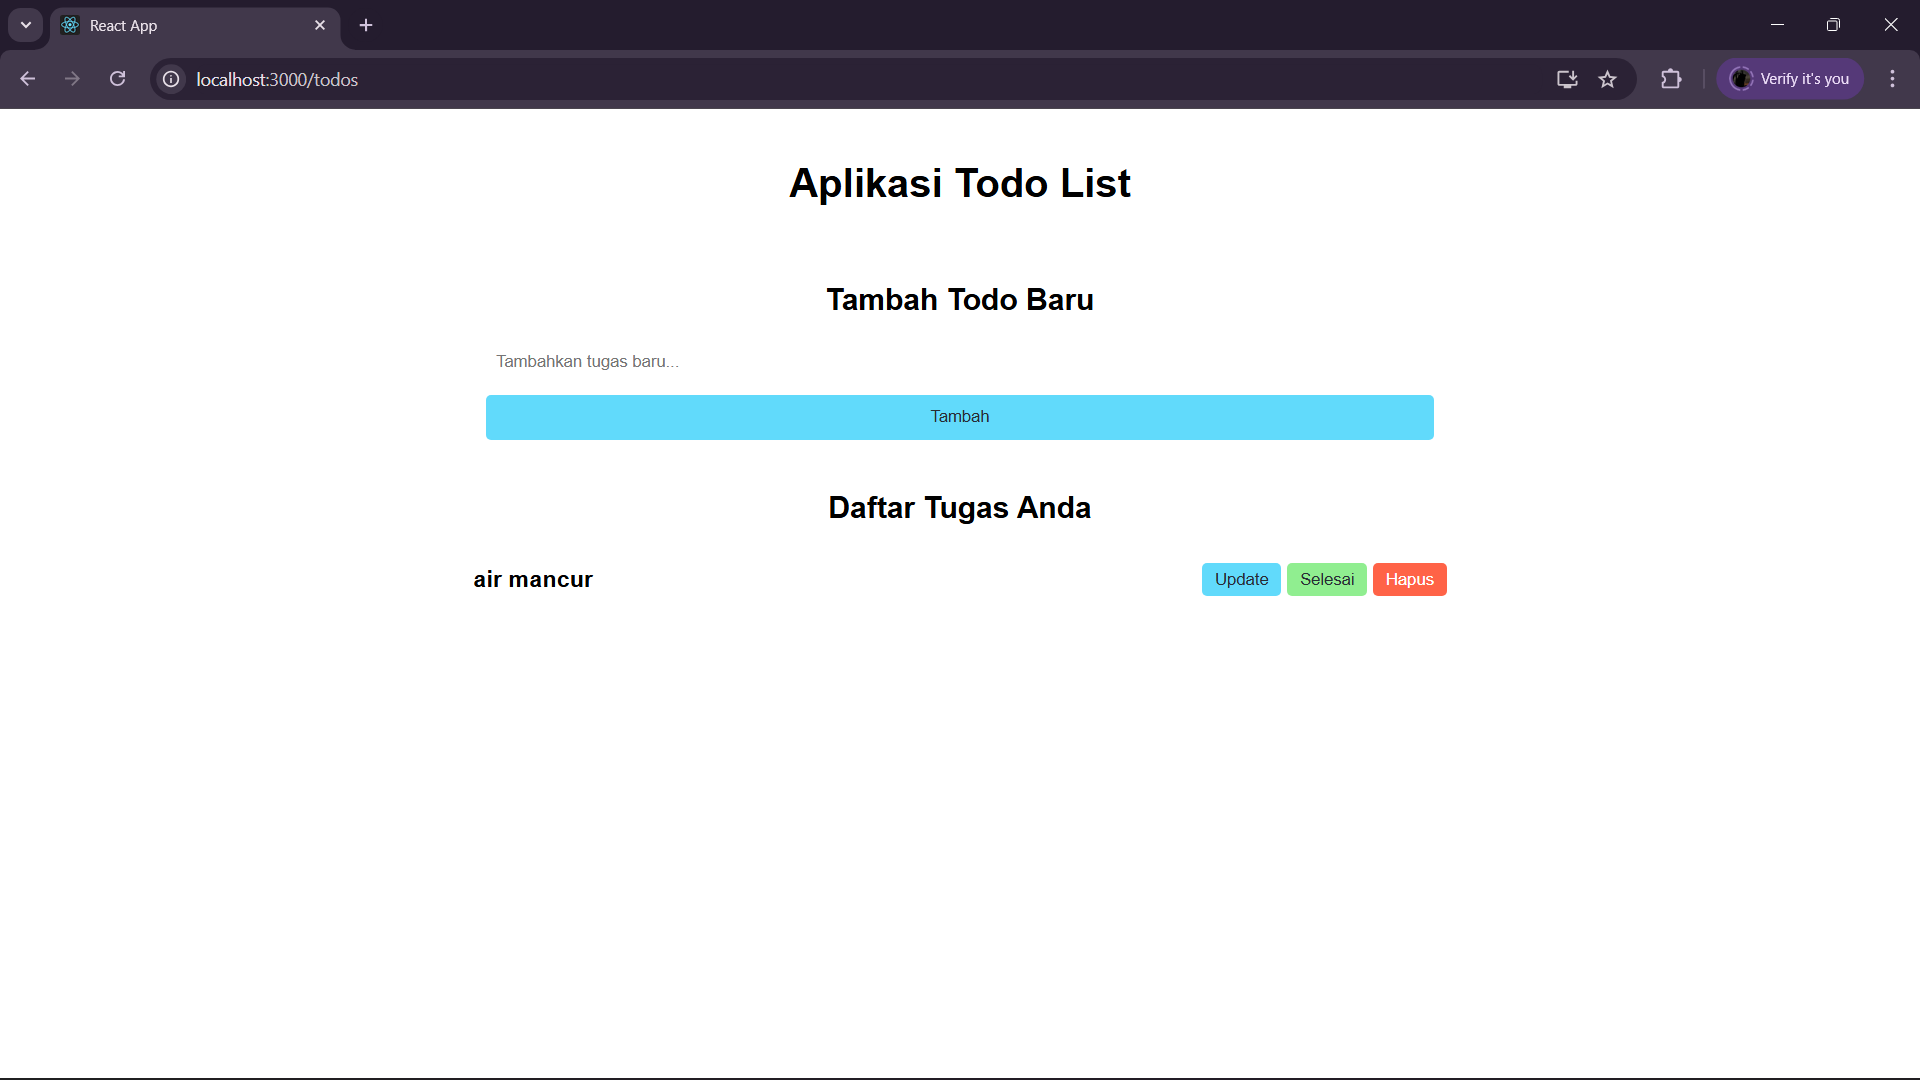 React App
localhost:3000/todos
Verify it's you
Aplikasi Todo List
Tambah Todo Baru
Tambahkan tugas baru...
Tambah
Daftar Tugas Anda
air mancur
Update
Selesai
Hapus